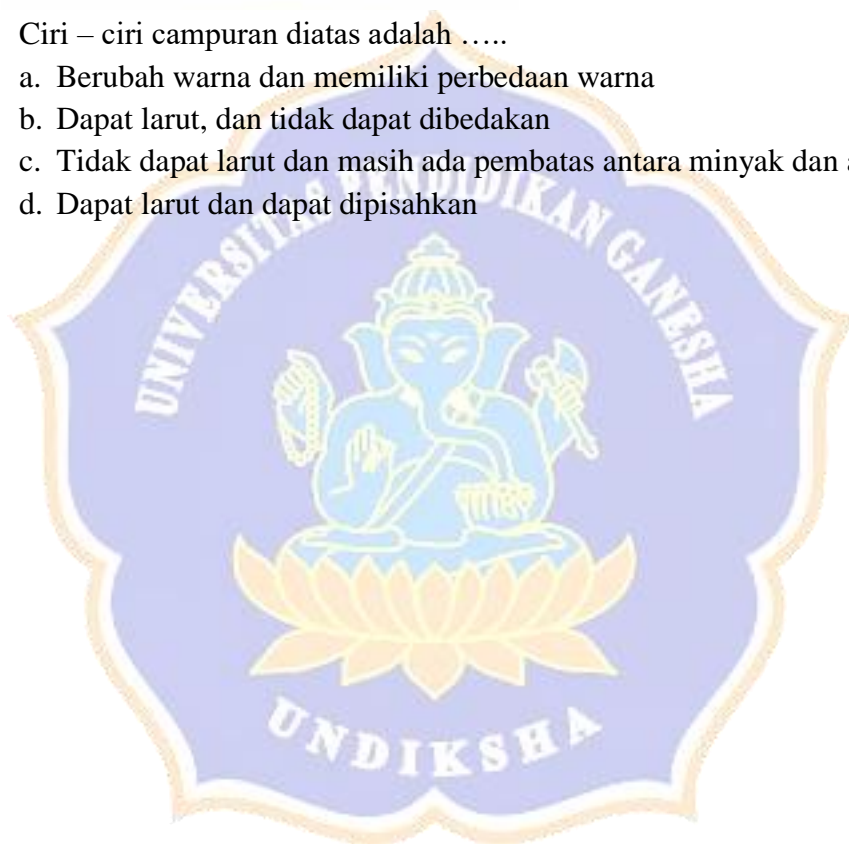 Ciri – ciri campuran diatas adalah …..
a. Berubah warna dan memiliki perbedaan warna
b. Dapat larut, dan tidak dapat dibedakan
c. Tidak dapat larut dan masih ada pembatas antara minyak dan
d. Dapat larut dan dapat dipisahkan
UNIVERSITAS PENDIDIKAN GANESHA
UNDIKSHA